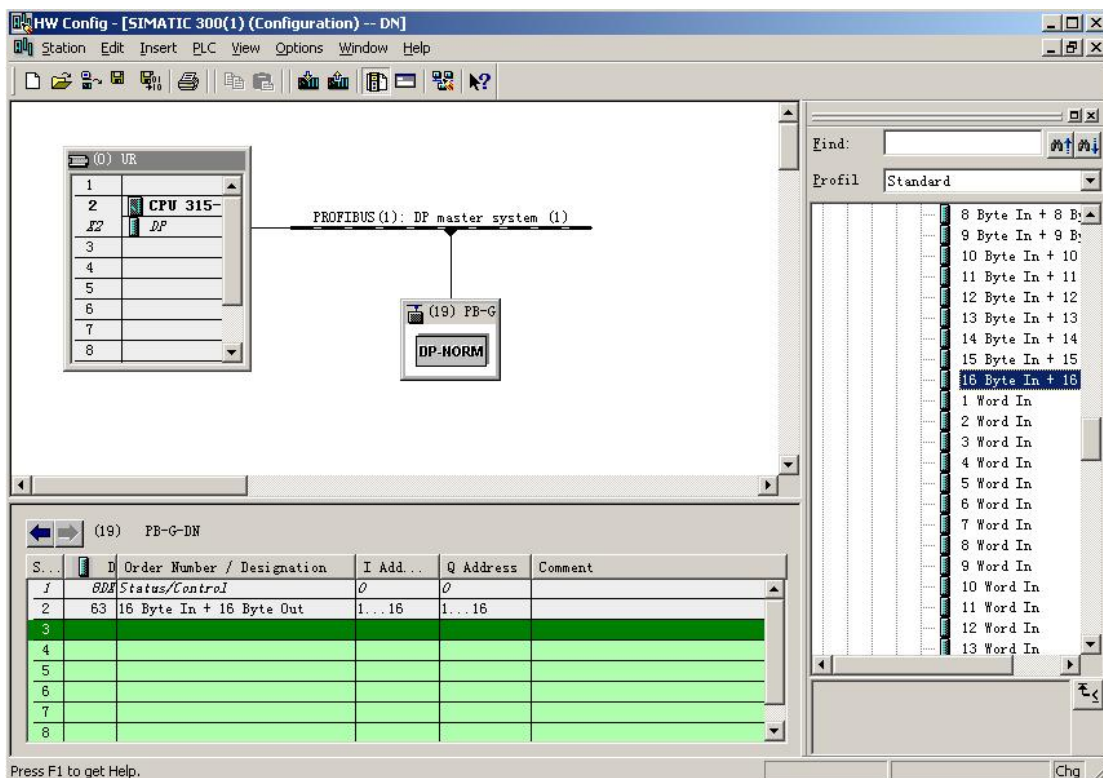 HW Config - [SIMATIC 300(1) (Configuration) -- DN]
Station Edit Insert PLC View Options Window Help
(0) UR
1
2 CPU 315-
X2 DP
3
4
5
6
7
8
PROFIBUS(1): DP master system (1)
(19) PB-G
DP-NORM
Find:
Profil Standard
8 Byte In + 8 By
9 Byte In + 9 By
10 Byte In + 10
11 Byte In + 11
12 Byte In + 12
13 Byte In + 13
14 Byte In + 14
15 Byte In + 15
16 Byte In + 16
1 Word In
2 Word In
3 Word In
4 Word In
5 Word In
6 Word In
7 Word In
8 Word In
9 Word In
10 Word In
11 Word In
12 Word In
13 Word In
(19) PB-G-DN
S... D Order Number / Designation I Add... Q Address Comment
1 Status/Control 0 0
2 63 16 Byte In + 16 Byte Out 1...16 1...16
3
4
5
6
7
8
Press F1 to get Help.
Chg